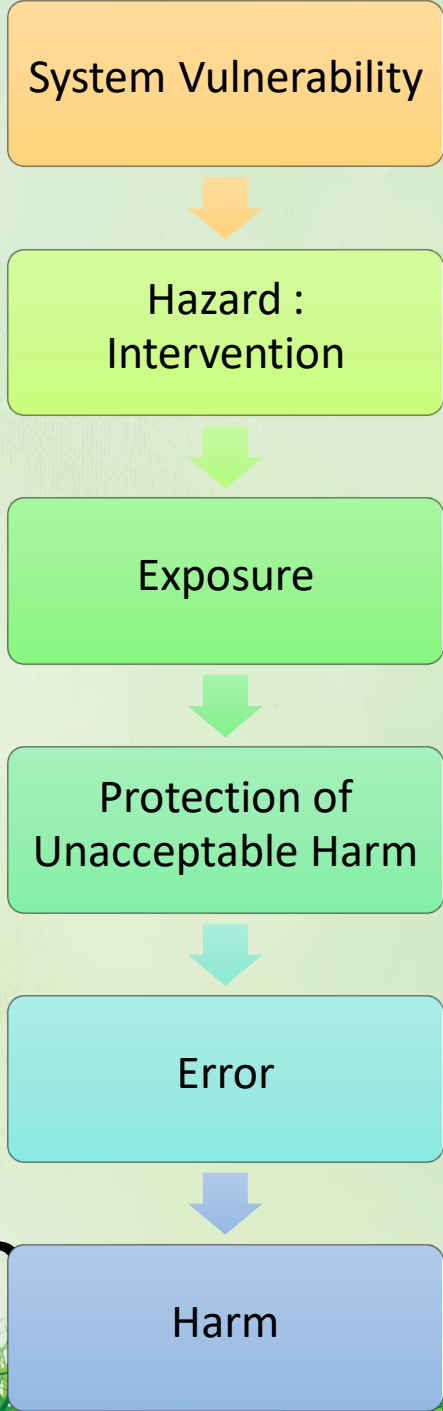 System Vulnerability
Hazard :
Intervention
Exposure
Protection of
Unacceptable Harm
Error
Harm